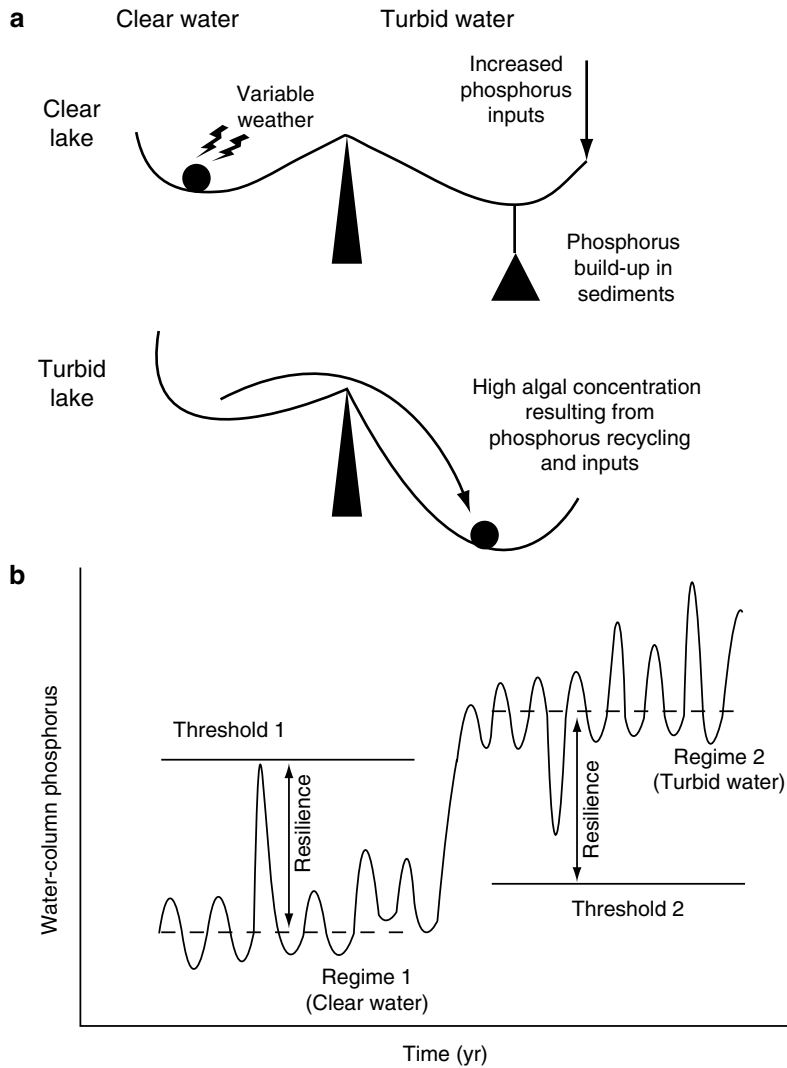 a
Clear water
Turbid water
Clear
lake
Variable
weather
Increased
phosphorus
inputs
Phosphorus
build-up in
sediments
Turbid
lake
High algal concentration
resulting from
phosphorus recycling
and inputs
b
Water-column phosphorus
Threshold 1
Resilience
Regime 1
(Clear water)
Regime 2
(Turbid water)
Resilience
Threshold 2
Time (yr)